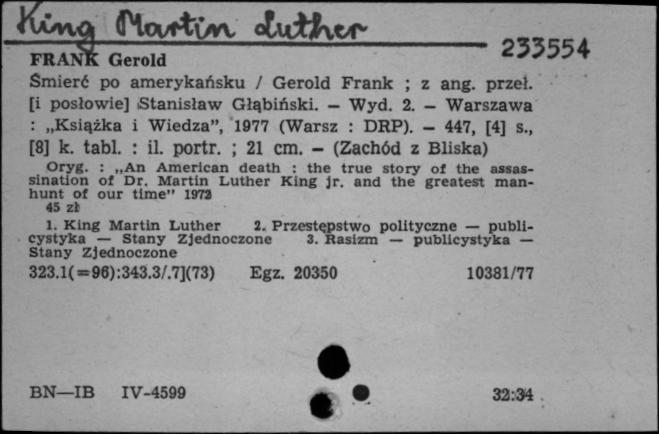 King Martin Luther
233554
FRANK Gerold
Śmierć po amerykańsku / Gerold Frank ; z ang. przeł.
[i posłowie] Stanisław Głąbiński. — Wyd. 2. — Warszawa
: „Książka i Wiedza”, 1977 (Warsz : DRP). — 447, [4] s.,
[8] k. tabl. : il. portr. ; 21 cm. — (Zachód z Bliska)
Oryg. : „An American death : the true story of the assas-
sination of Dr. Martin Luther King jr. and the greatest man-
hunt of our time” 1972
45 zł
1. King Martin Luther 2. Przestępstwo polityczne — publi-
cystyka — Stany Zjednoczone 3. Rasizm — publicystyka —
Stany Zjednoczone
323.1(=96):343.3/.7](73) Egz. 20350 10381/77
BN—IB IV-4599 32:34